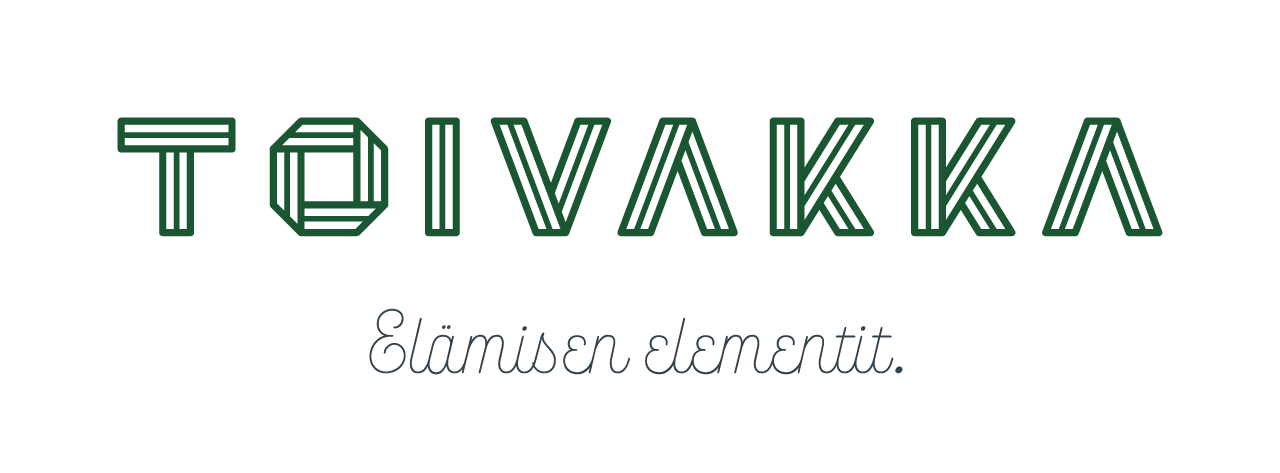 TOIVAKKA
Elämisen elementit.